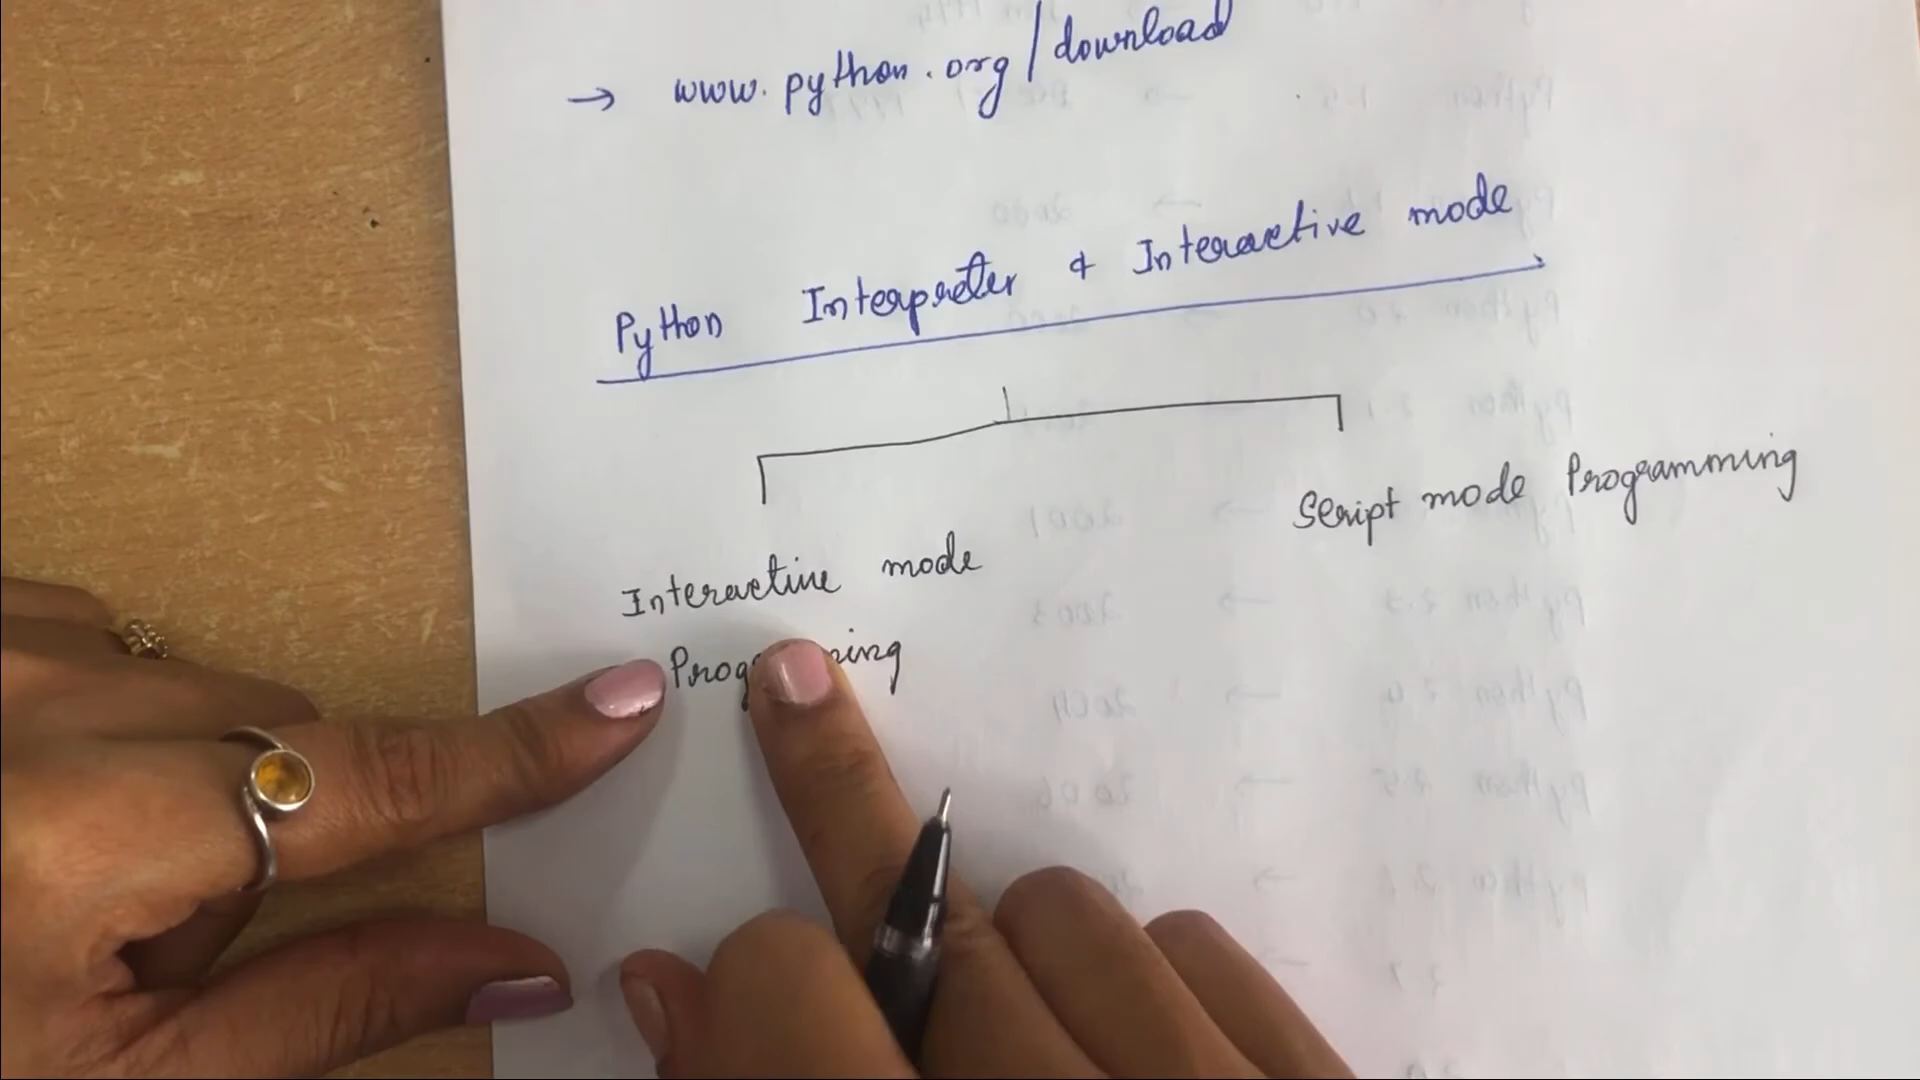 → www.python.org/download
Python Interpreter & Interactive mode
Script mode Programming
Interactive mode